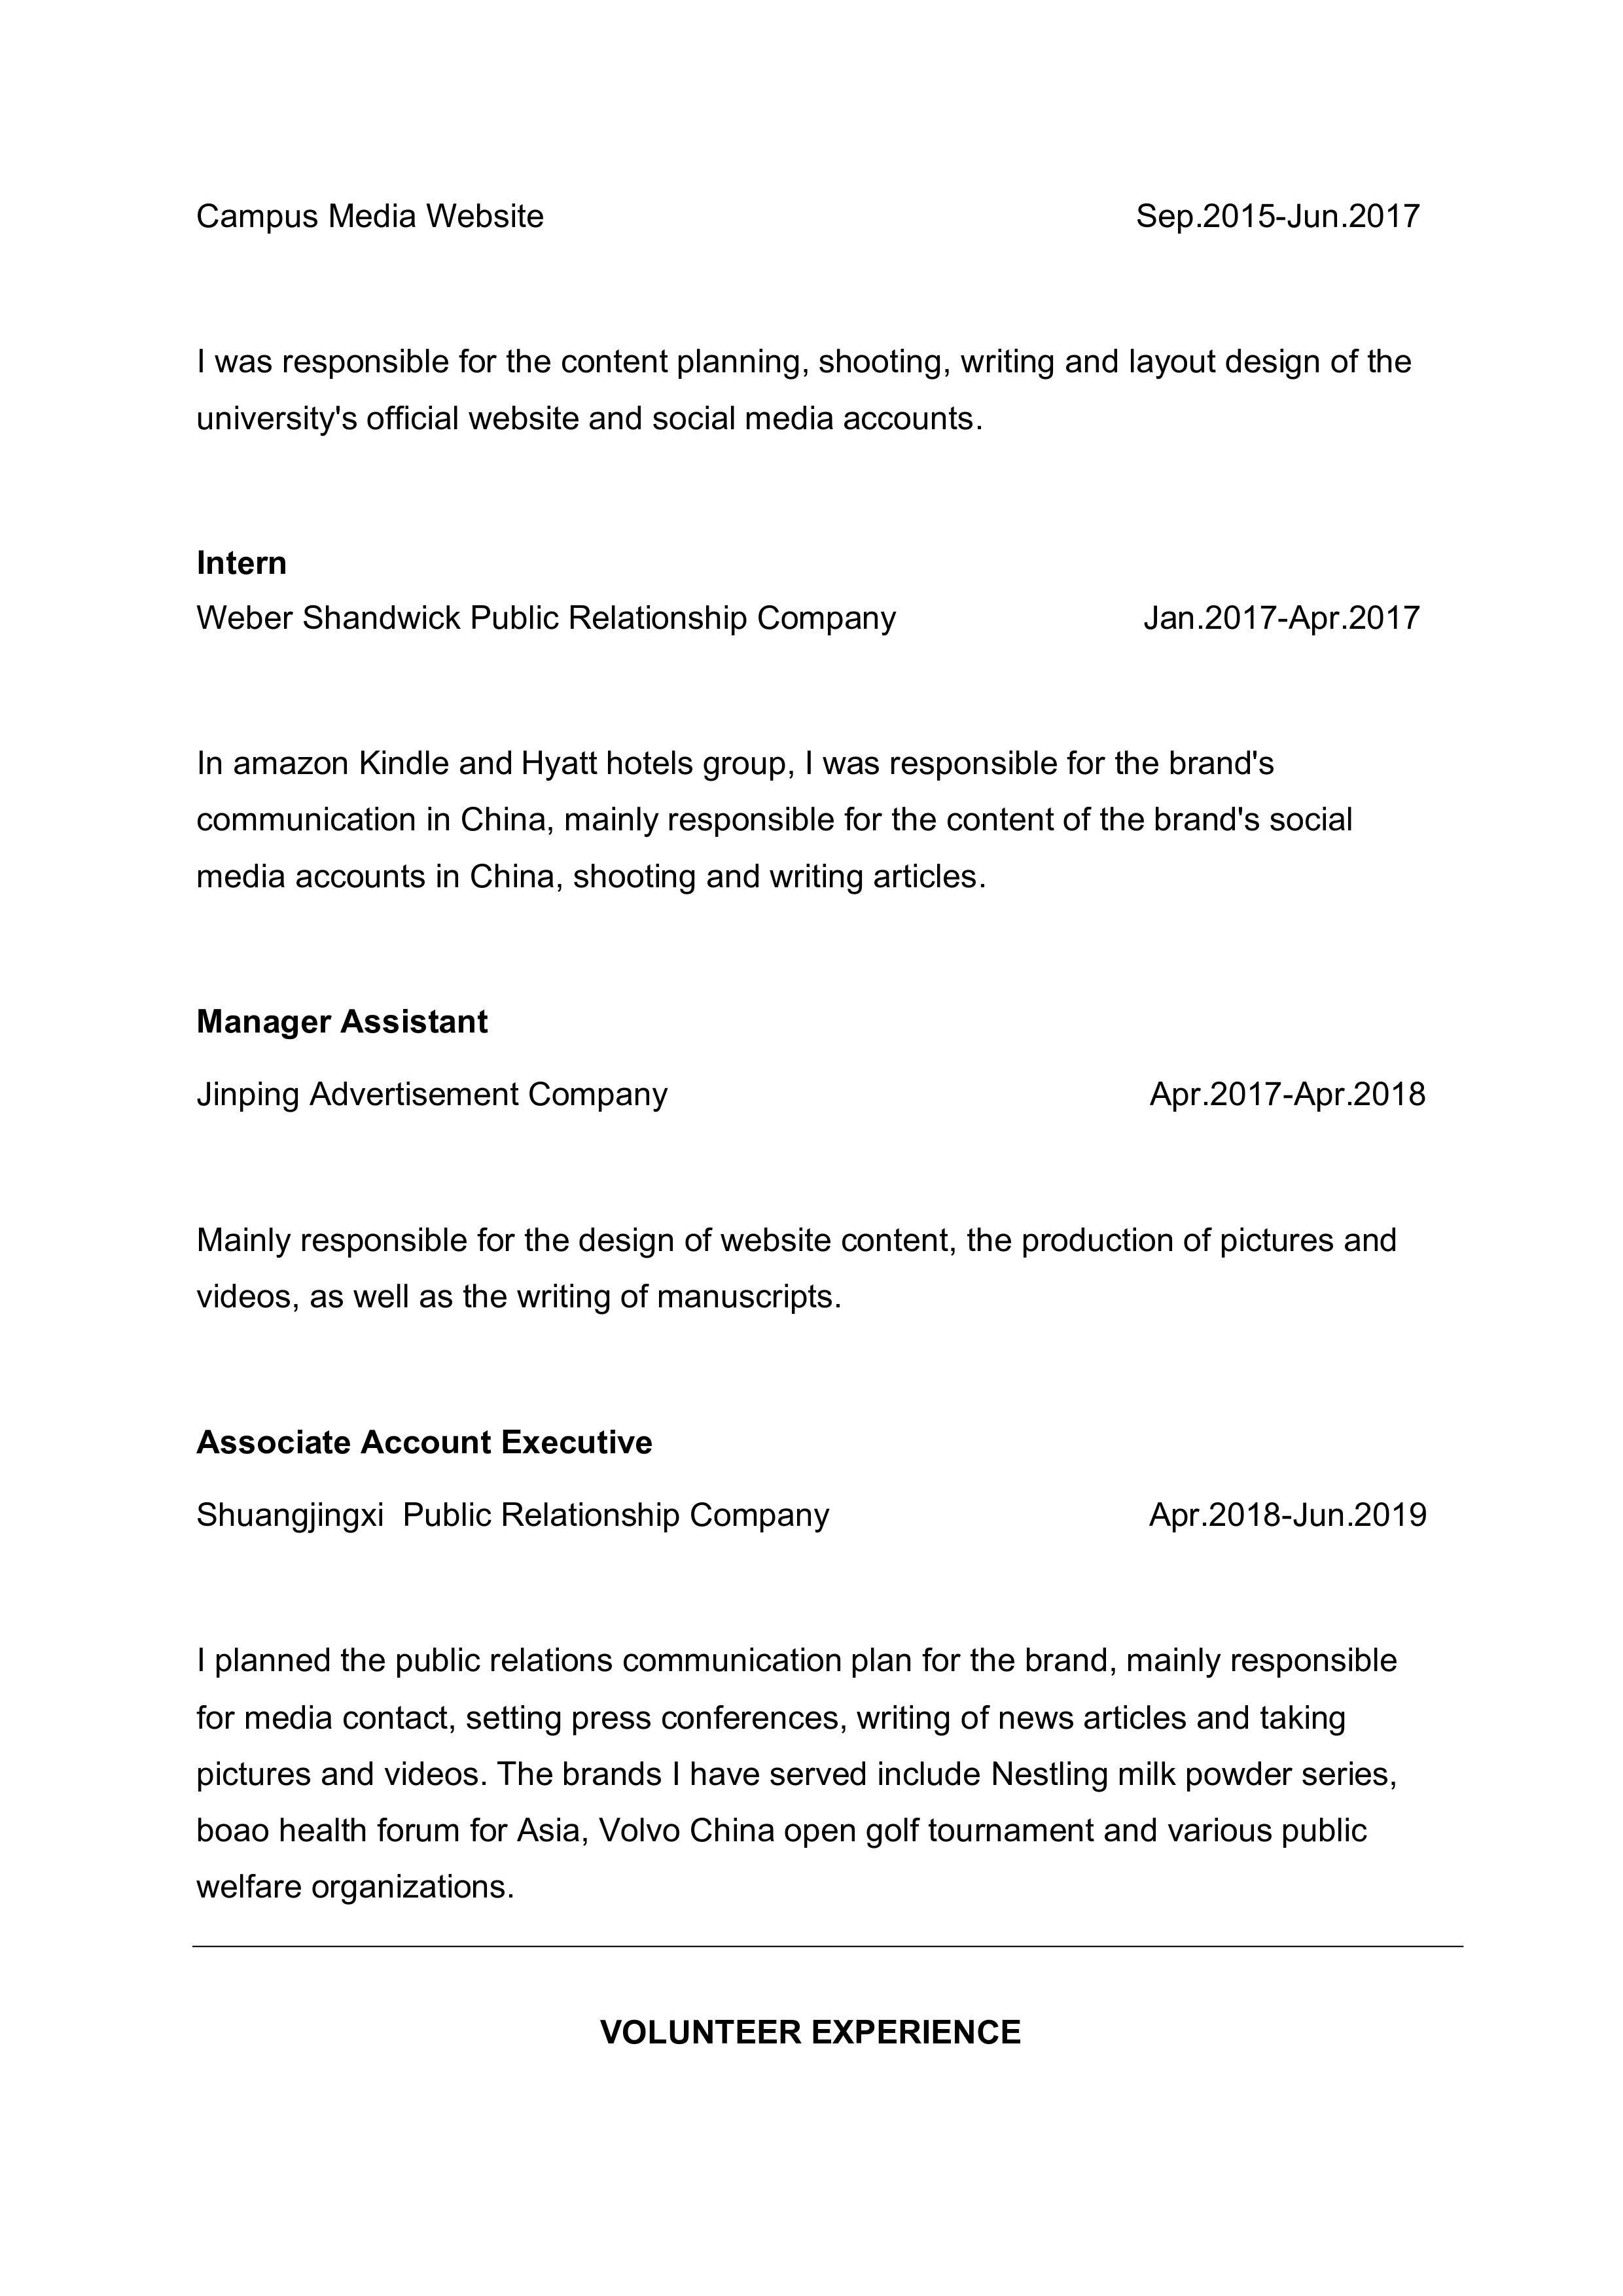 Campus Media Website Sep.2015-Jun.2017
I was responsible for the content planning, shooting, writing and layout design of the
university's official website and social media accounts.
Intern
Weber Shandwick Public Relationship Company Jan.2017-Apr.2017
In amazon Kindle and Hyatt hotels group, I was responsible for the brand's
communication in China, mainly responsible for the content of the brand's social
media accounts in China, shooting and writing articles.
Manager Assistant
Jinping Advertisement Company Apr.2017-Apr.2018
Mainly responsible for the design of website content, the production of pictures and
videos, as well as the writing of manuscripts.
Associate Account Executive
Shuangjingxi Public Relationship Company Apr.2018-Jun.2019
I planned the public relations communication plan for the brand, mainly responsible
for media contact, setting press conferences, writing of news articles and taking
pictures and videos. The brands I have served include Nestling milk powder series,
boao health forum for Asia, Volvo China open golf tournament and various public
welfare organizations.
VOLUNTEER EXPERIENCE